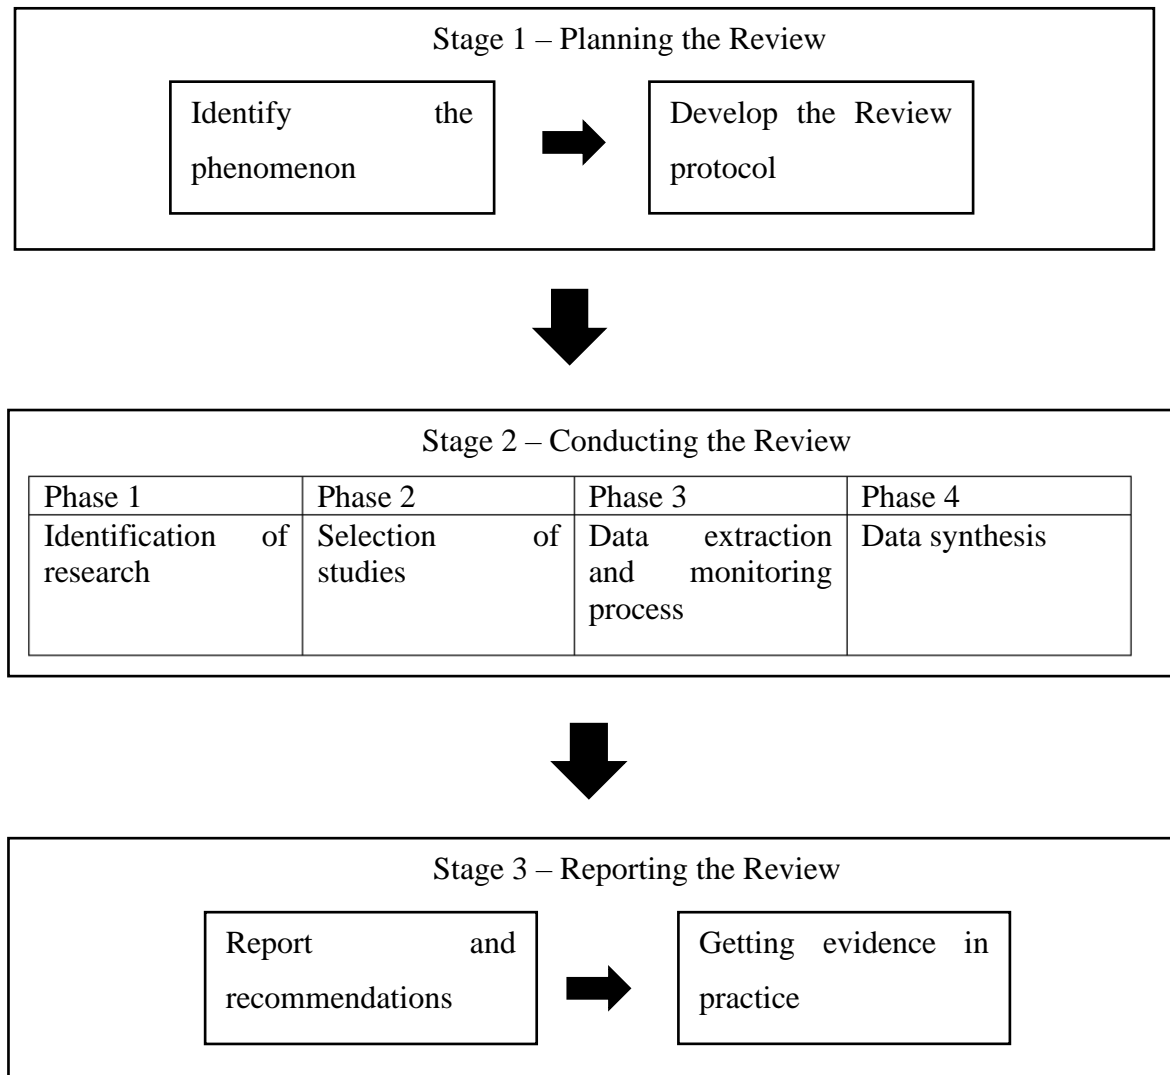 Stage 1 – Planning the Review
Identify the
phenomenon
Develop the Review
protocol
Stage 2 – Conducting the Review
Phase 1
Phase 2
Phase 3
Phase 4
Identification of
research
Selection of
studies
Data extraction
and monitoring
process
Data synthesis
Stage 3 – Reporting the Review
Report and
recommendations
Getting evidence in
practice